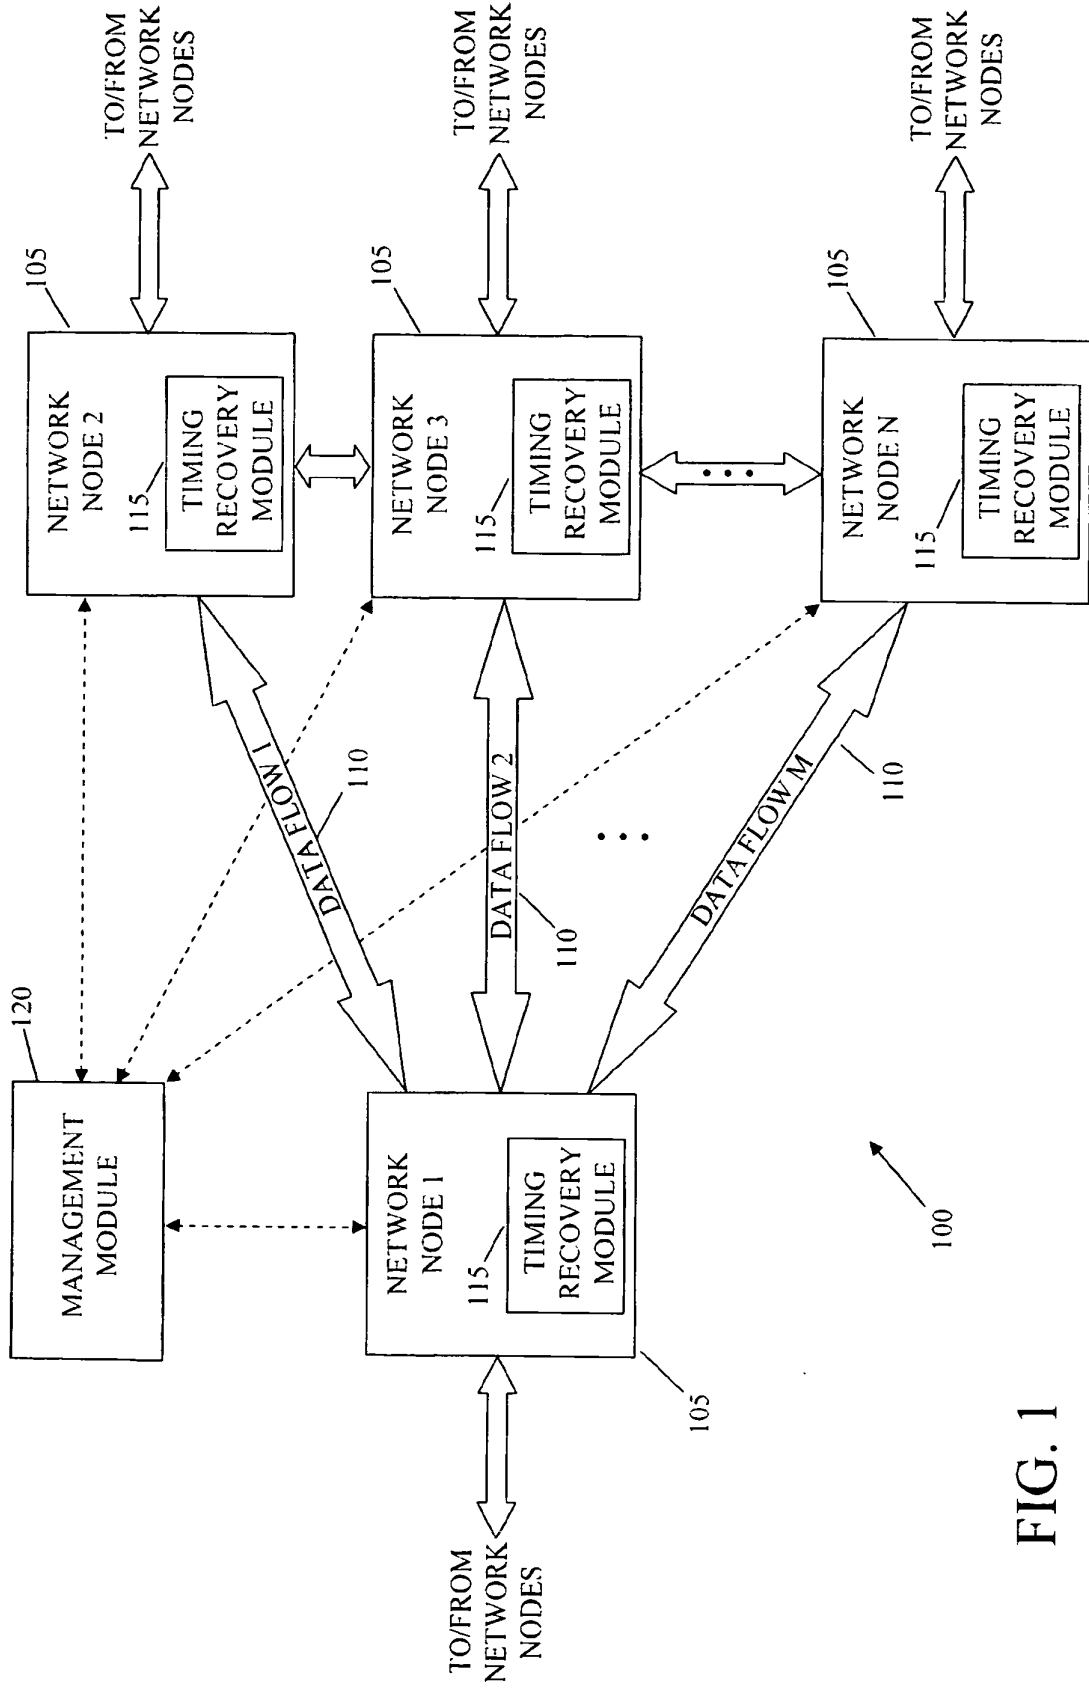 120
MANAGEMENT
MODULE
TO/FROM
NETWORK
NODES
NETWORK
NODE 1
115
TIMING
RECOVERY
MODULE
105
DATA FLOW 1
110
DATA FLOW 2
110
DATA FLOW M
110
105
NETWORK
NODE 2
115
TIMING
RECOVERY
MODULE
TO/FROM
NETWORK
NODES
105
NETWORK
NODE 3
115
TIMING
RECOVERY
MODULE
TO/FROM
NETWORK
NODES
105
NETWORK
NODE N
115
TIMING
RECOVERY
MODULE
TO/FROM
NETWORK
NODES
100
FIG. 1